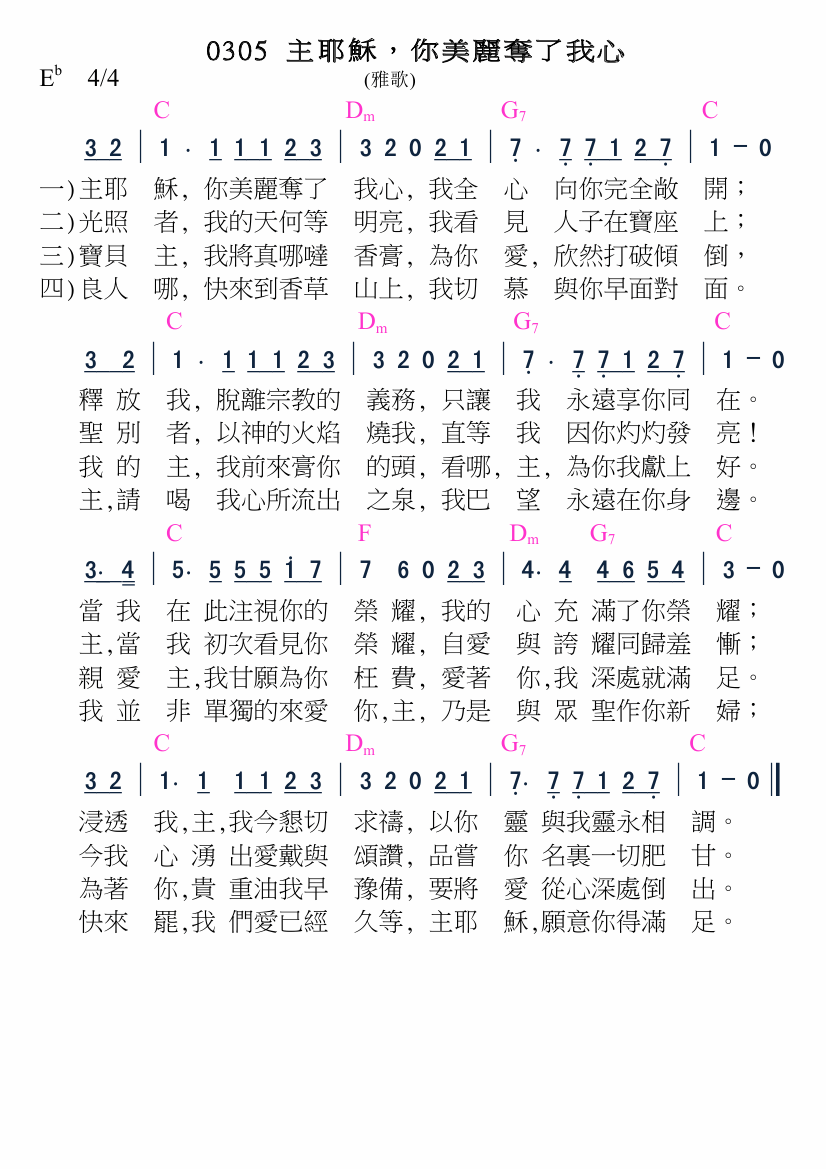 0305 主耶穌，你美麗奪了我心
E♭ 4/4 (雅歌)
C Dm G7 C
3 2 | 1 · 1 1 1 2 3 | 3 2 0 2 1 | 7 · 7 7 1 2 7 | 1 － 0
一)主耶 穌, 你美麗奪了 我心, 我全 心 向你完全敞 開；
二)光照 者, 我的天何等 明亮, 我看 見 人子在寶座 上；
三)寶貝 主, 我將真哪噠 香膏, 為你 愛, 欣然打破傾 倒，
四)良人 哪, 快來到香草 山上, 我切 慕 與你早面對 面。
C Dm G7 C
3 2 | 1 · 1 1 1 2 3 | 3 2 0 2 1 | 7 · 7 7 1 2 7 | 1 － 0
釋 放 我, 脫離宗教的 義務, 只讓 我 永遠享你同 在。
聖 別 者, 以神的火焰 燒我, 直等 我 因你灼灼發 亮！
我 的 主, 我前來膏你 的頭, 看哪, 主, 為你我獻上 好。
主,請 喝 我心所流出 之泉, 我巴 望 永遠在你身 邊。
C F Dm G7 C
3· 4 | 5· 5 5 5 i 7 | 7 6 0 2 3 | 4· 4 4 6 5 4 | 3 － 0
當 我 在 此注視你的 榮 耀, 我的 心 充 滿了你榮 耀；
主,當 我 初次看見你 榮 耀, 自愛 與 誇 耀同歸羞 慚；
親 愛 主,我甘願為你 枉 費, 愛著 你,我 深處就滿 足。
我 並 非 單獨的來愛 你,主, 乃是 與 眾 聖作你新 婦；
C Dm G7 C
3 2 | 1· 1 1 1 2 3 | 3 2 0 2 1 | 7· 7 7 1 2 7 | 1 － 0 ‖
浸透 我,主,我今懇切 求禱, 以你 靈 與我靈永相 調。
今我 心 湧 出愛戴與 頌讚, 品嘗 你 名裏一切肥 甘。
為著 你,貴 重油我早 豫備, 要將 愛 從心深處倒 出。
快來 罷,我 們愛已經 久等, 主耶 穌,願意你得滿 足。